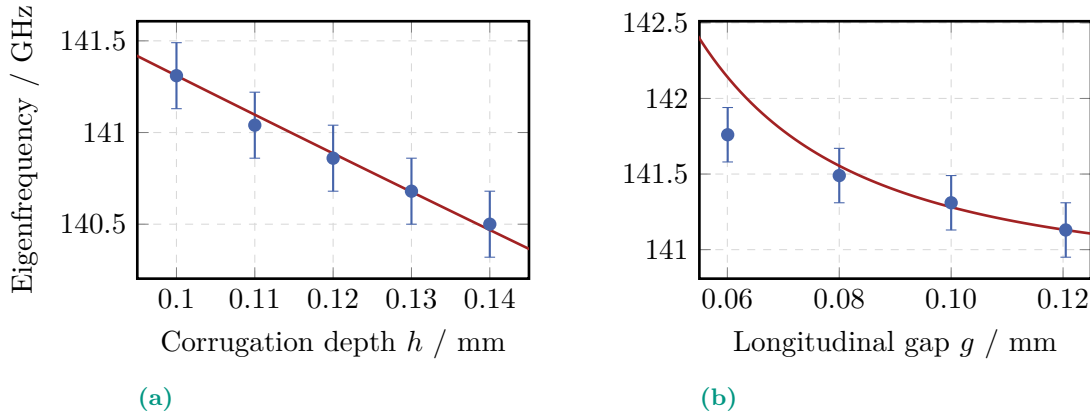 Eigenfrequency / GHz
141.5
141
140.5
0.1 0.11 0.12 0.13 0.14
Corrugation depth h / mm
(a)
142.5
142
141.5
141
0.06 0.08 0.10 0.12
Longitudinal gap g / mm
(b)